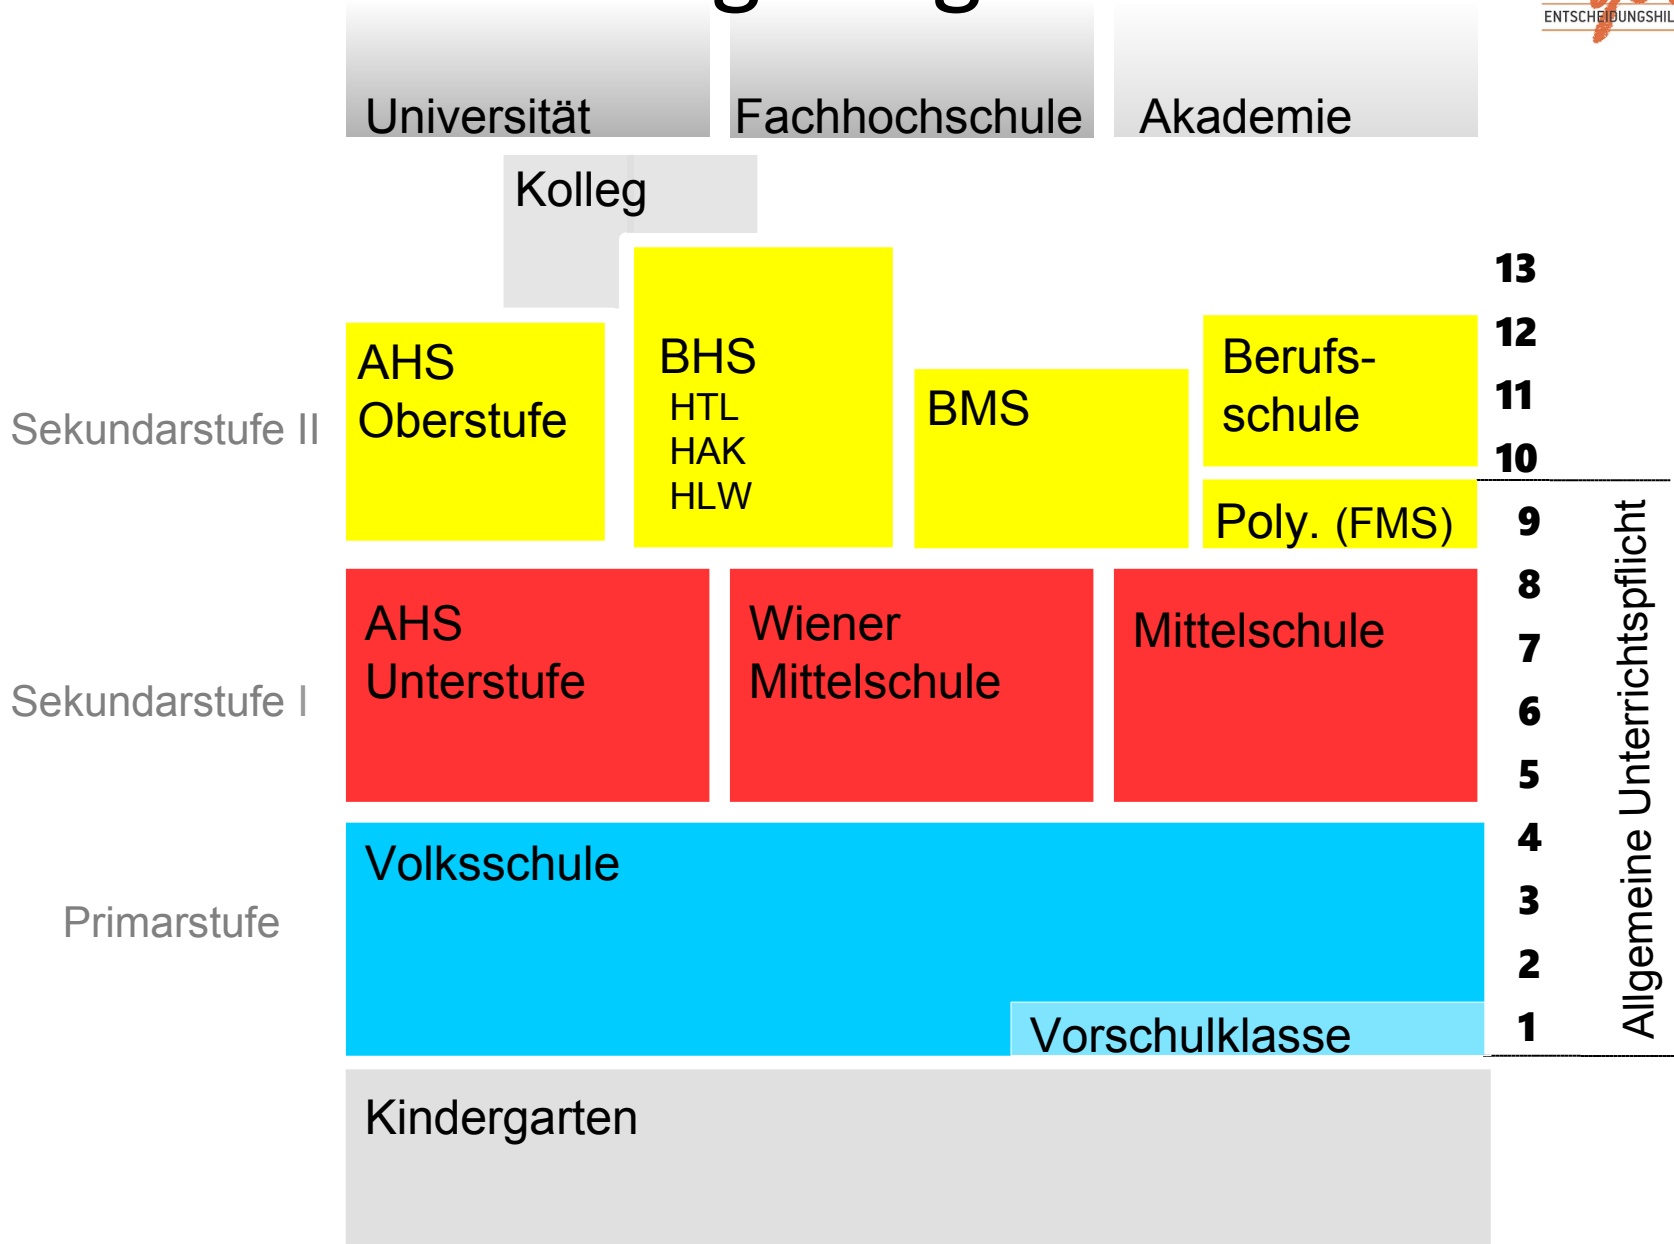 ENTSCHEIDUNGSHIL
Universität
Fachhochschule
Akademie
Kolleg
13
12
11
10
9
8
7
6
5
4
3
2
1
AHS
Oberstufe
BHS
HTL
HAK
HLW
BMS
Berufs-
schule
Poly. (FMS)
Sekundarstufe II
AHS
Unterstufe
Wiener
Mittelschule
Mittelschule
Sekundarstufe I
Volksschule
Primarstufe
Vorschulklasse
Kindergarten
Allgemeine Unterrichtspflicht